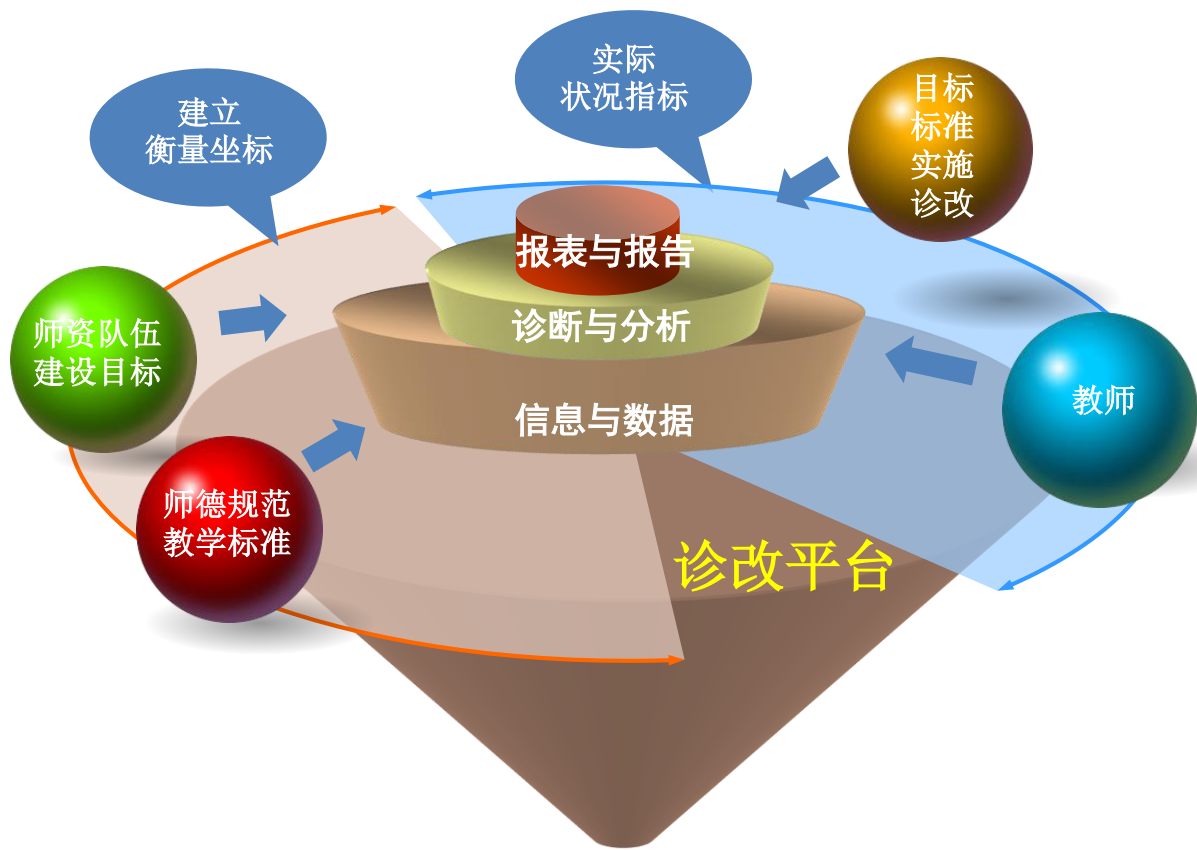 实际
状况指标
建立
衡量坐标
目标
标准
实施
诊改
报表与报告
诊断与分析
信息与数据
师资队伍
建设目标
教师
师德规范
教学标准
诊改平台